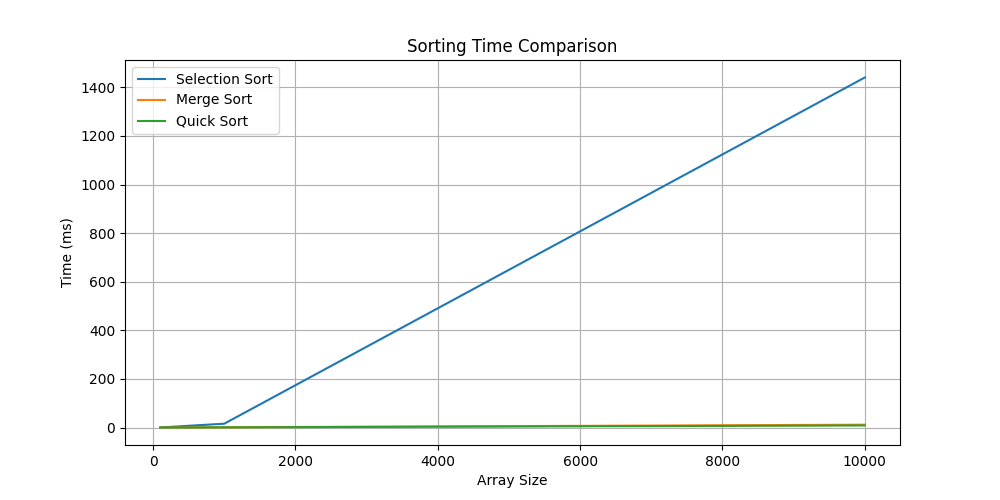 Sorting Time Comparison
Selection Sort
Merge Sort
Quick Sort
1400
1200
1000
800
600
400
200
0
Time (ms)
0 2000 4000 6000 8000 10000
Array Size